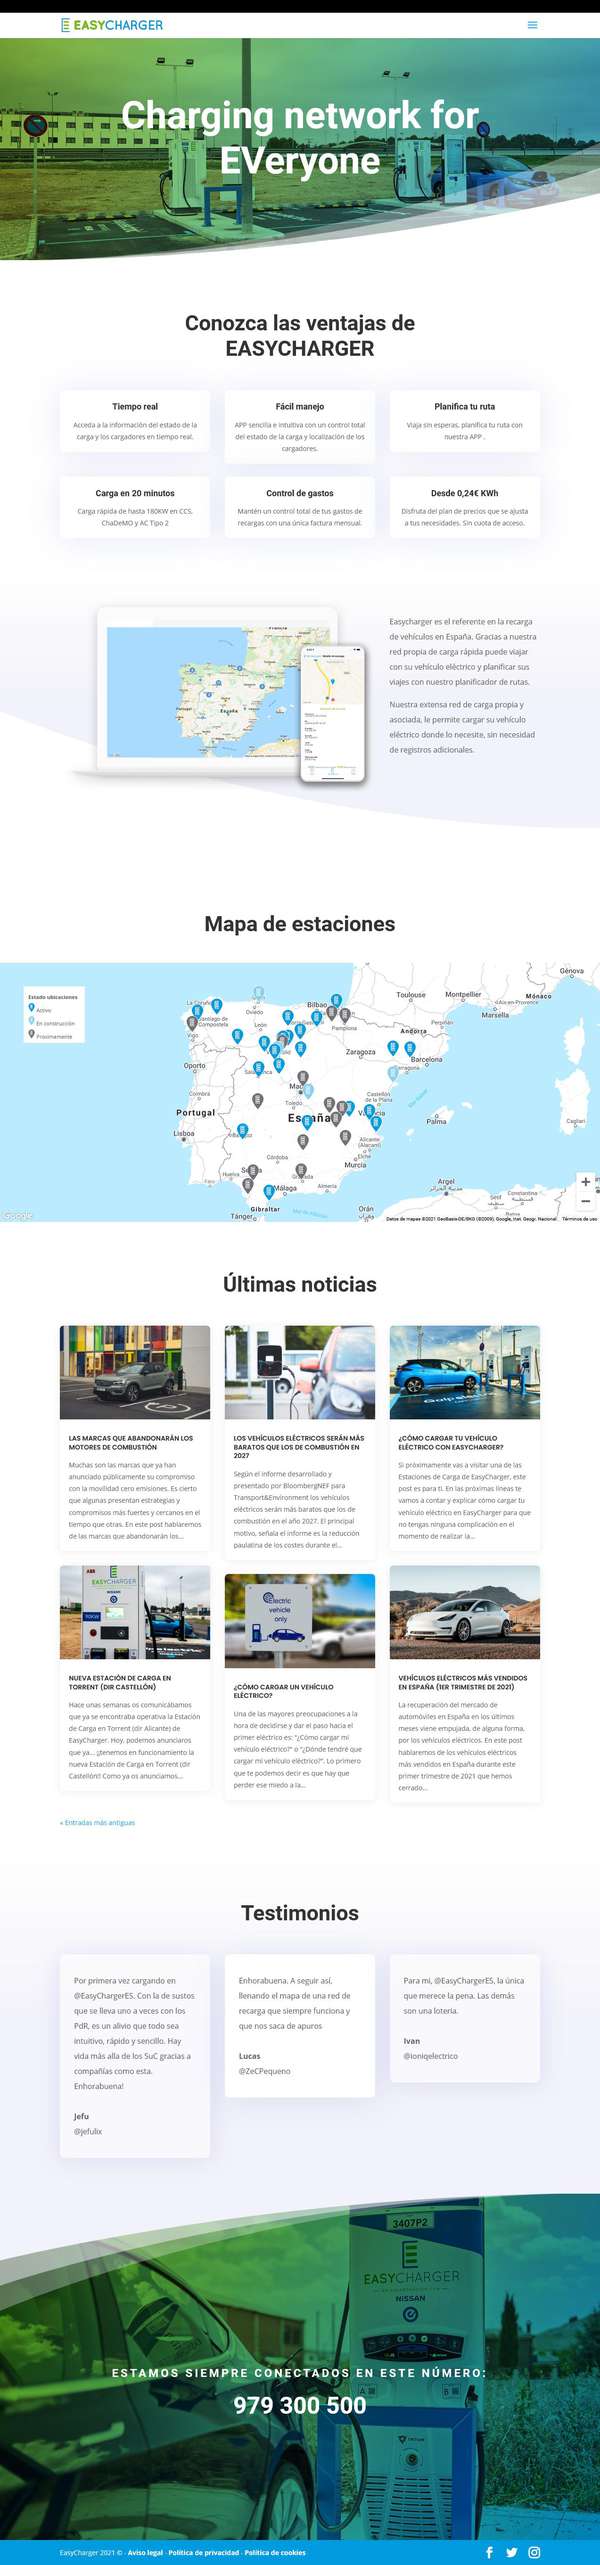 EASYCHARGER
Charging network for
EVeryone
Conozca las ventajas de
EASYCHARGER
Tiempo real
Acceda a la información del estado de la
carga y los cargadores en tiempo real.
Fácil manejo
APP sencilla e intuitiva con un control total
del estado de la carga y localización de los
cargadores.
Planifica tu ruta
Viaja sin esperas, planifica tu ruta con
nuestra APP .
Carga en 20 minutos
Carga rápida de hasta 180KW en CCS,
ChaDeMO y AC Tipo 2
Control de gastos
Mantén un control total de tus gastos de
recargas con una única factura mensual.
Desde 0,24€ KWh
Disfruta del plan de precios que se ajusta
a tus necesidades. Sin cuota de acceso.
Easycharger es el referente en la recarga
de vehículos en España. Gracias a nuestra
red propia de carga rápida puede viajar
con su vehículo eléctrico y planificar sus
viajes con nuestro planificador de rutas.
Nuestra extensa red de carga propia y
asociada, le permite cargar su vehículo
eléctrico donde lo necesite, sin necesidad
de registros adicionales.
Mapa de estaciones
Estado ubicaciones
Activo
En construcción
Próximamente
Génova
Toulouse
Montpellier
Mónaco
Aix-en-Provence
Marsella
La Coruña
Oviedo
Bilbao
Santiago de
Compostela
León
Pamplona
Perpiñán
Andorra
Vigo
Zaragoza
Barcelona
Tarragona
Oporto
Salamanca
Coímbra
Madrid
Toledo
Castellón
de la Plana
Portugal
España
Valencia
Palma
Cagliari
Lisboa
Badajoz
Alicante
(Alacant)
Elche
Murcia
Córdoba
Huelva
Sevilla
Granada
Faro
Málaga
Almería
Gibraltar
Tánger
Orán
Argel
Setif
Constantina
Google
Datos de mapas ©2021 GeoBasis-DE/BKG (©2009), Google, Inst. Geogr. Nacional
Términos de uso
Últimas noticias
LAS MARCAS QUE ABANDONARÁN LOS
MOTORES DE COMBUSTIÓN
Muchas son las marcas que ya han
anunciado públicamente su compromiso
con la movilidad cero emisiones. Es cierto
que algunas presentan estrategias y
compromisos más fuertes y cercanos en el
tiempo que otras. En este post hablaremos
de las marcas que abandonarán los...
LOS VEHÍCULOS ELÉCTRICOS SERÁN MÁS
BARATOS QUE LOS DE COMBUSTIÓN EN
2027
Según el informe desarrollado y
presentado por BloombergNEF para
Transport&Environment los vehículos
eléctricos serán más baratos que los de
combustión en el año 2027. El principal
motivo, señala el informe es la reducción
paulatina de los costes durante el...
¿CÓMO CARGAR TU VEHÍCULO
ELÉCTRICO CON EASYCHARGER?
Si próximamente vas a visitar una de las
Estaciones de Carga de EasyCharger, este
post es para ti. En las próximas líneas te
vamos a contar y explicar cómo cargar tu
vehículo eléctrico en EasyCharger para que
no tengas ninguna complicación en el
momento de realizar la...
ABB
EASYCHARGER
NISSAN
NUEVA ESTACIÓN DE CARGA EN
TORRENT (DIR CASTELLÓN)
Hace unas semanas os comunicábamos
que ya se encontraba operativa la Estación
de Carga en Torrent (dir Alicante) de
EasyCharger. Hoy, podemos anunciaros
que ya... ¡tenemos en funcionamiento la
nueva Estación de Carga en Torrent (dir
Castellón)! Como ya os anunciamos...
Electric
vehicle
only
¿CÓMO CARGAR UN VEHÍCULO
ELÉCTRICO?
Una de las mayores preocupaciones a la
hora de decidirse y dar el paso hacia el
primer eléctrico es: "¿Cómo cargar mi
vehículo eléctrico?" o "¿Dónde tendré que
cargar mi vehículo eléctrico?". Lo primero
que te podemos decir es que hay que
perder ese miedo a la...
VEHÍCULOS ELÉCTRICOS MÁS VENDIDOS
EN ESPAÑA (1ER TRIMESTRE DE 2021)
La recuperación del mercado de
automóviles en España en los últimos
meses viene empujada, de alguna forma,
por los vehículos eléctricos. En este post
hablaremos de los vehículos eléctricos
más vendidos en España durante este
primer trimestre de 2021 que hemos
cerrado...
« Entradas más antiguas
Testimonios
Por primera vez cargando en
@EasyChargerES. Con la de sustos
que se lleva uno a veces con los
PdR, es un alivio que todo sea
intuitivo, rápido y sencillo. Hay
vida más alla de los SuC gracias a
compañías como esta.
Enhorabuena!
Jefu
@jefulix
Enhorabuena. A seguir así,
llenando el mapa de una red de
recarga que siempre funciona y
que nos saca de apuros
Lucas
@ZeCPequeno
Para mi, @EasyChargerES, la única
que merece la pena. Las demás
son una loteria.
Ivan
@ioniqelectrico
3407P2
EASYCHARGER
NISSAN
ESTAMOS SIEMPRE CONECTADOS EN ESTE NÚMERO:
979 300 500
A
B
TRITIUM
EasyCharger 2021 © - Aviso legal - Política de privacidad - Política de cookies